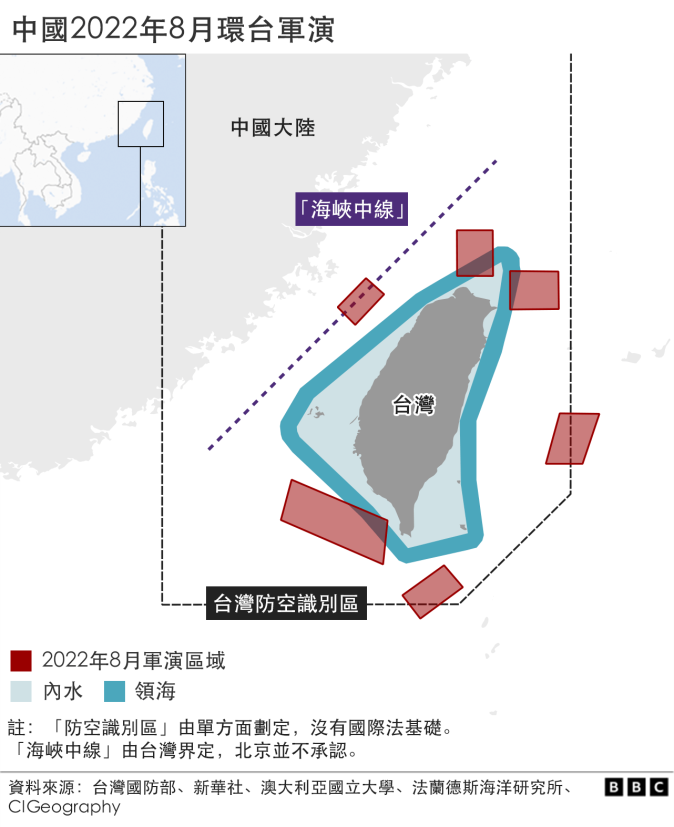 中國2022年8月環台軍演
中國大陸
「海峽中線」
台灣
台灣防空識別區
2022年8月軍演區域
內水
領海
註：「防空識別區」由單方面劃定，沒有國際法基礎。
「海峽中線」由台灣界定，北京並不承認。
資料來源：台灣國防部、新華社、澳大利亞國立大學、法蘭德斯海洋研究所、
CIGeography
BBC